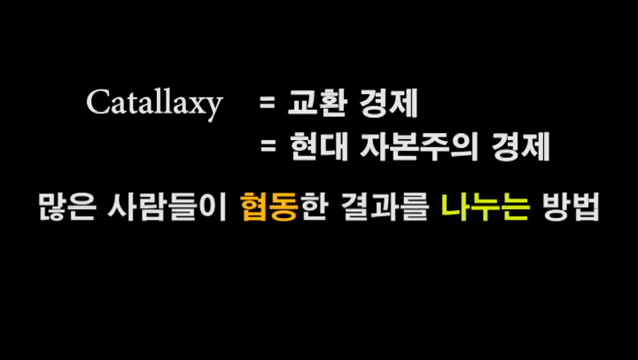 Catallaxy = 교환 경제
= 현대 자본주의 경제
많은 사람들이 협동한 결과를 나누는 방법